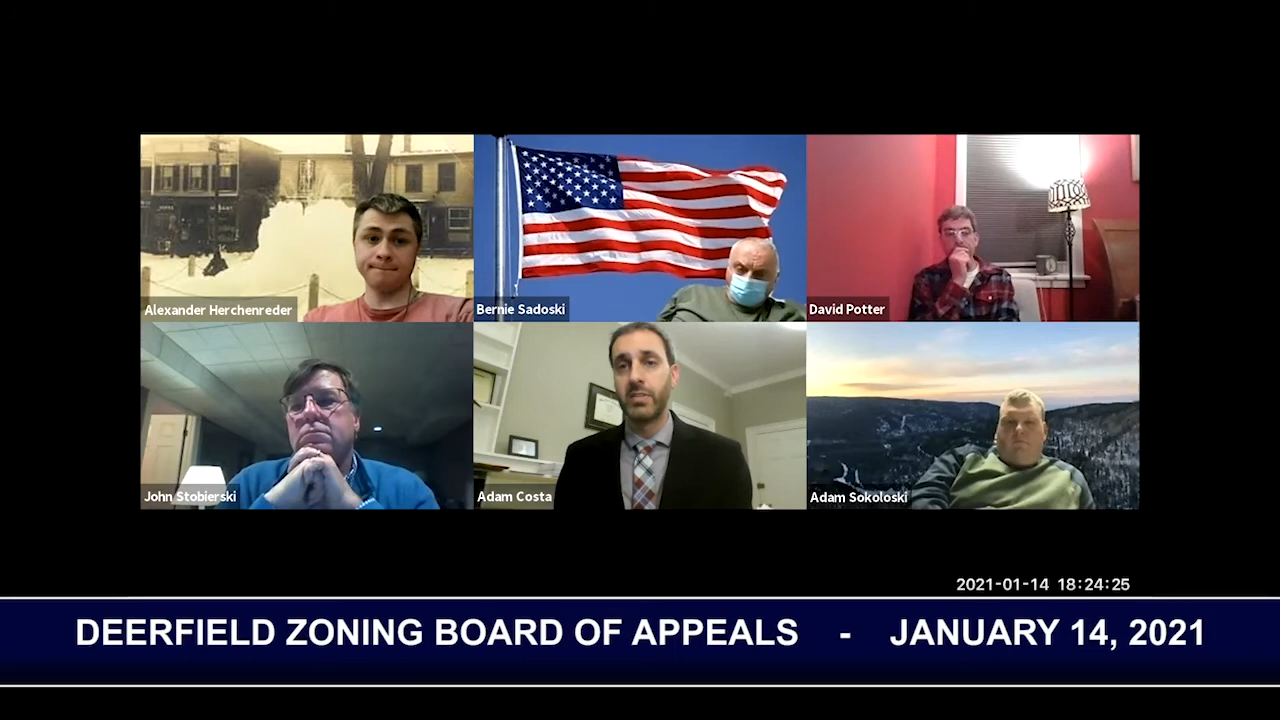 Alexander Herchenreder
Bernie Sadoski
David Potter
John Stobierski
Adam Costa
Adam Sokoloski
2021-01-14 18:24:25
DEERFIELD ZONING BOARD OF APPEALS - JANUARY 14, 2021